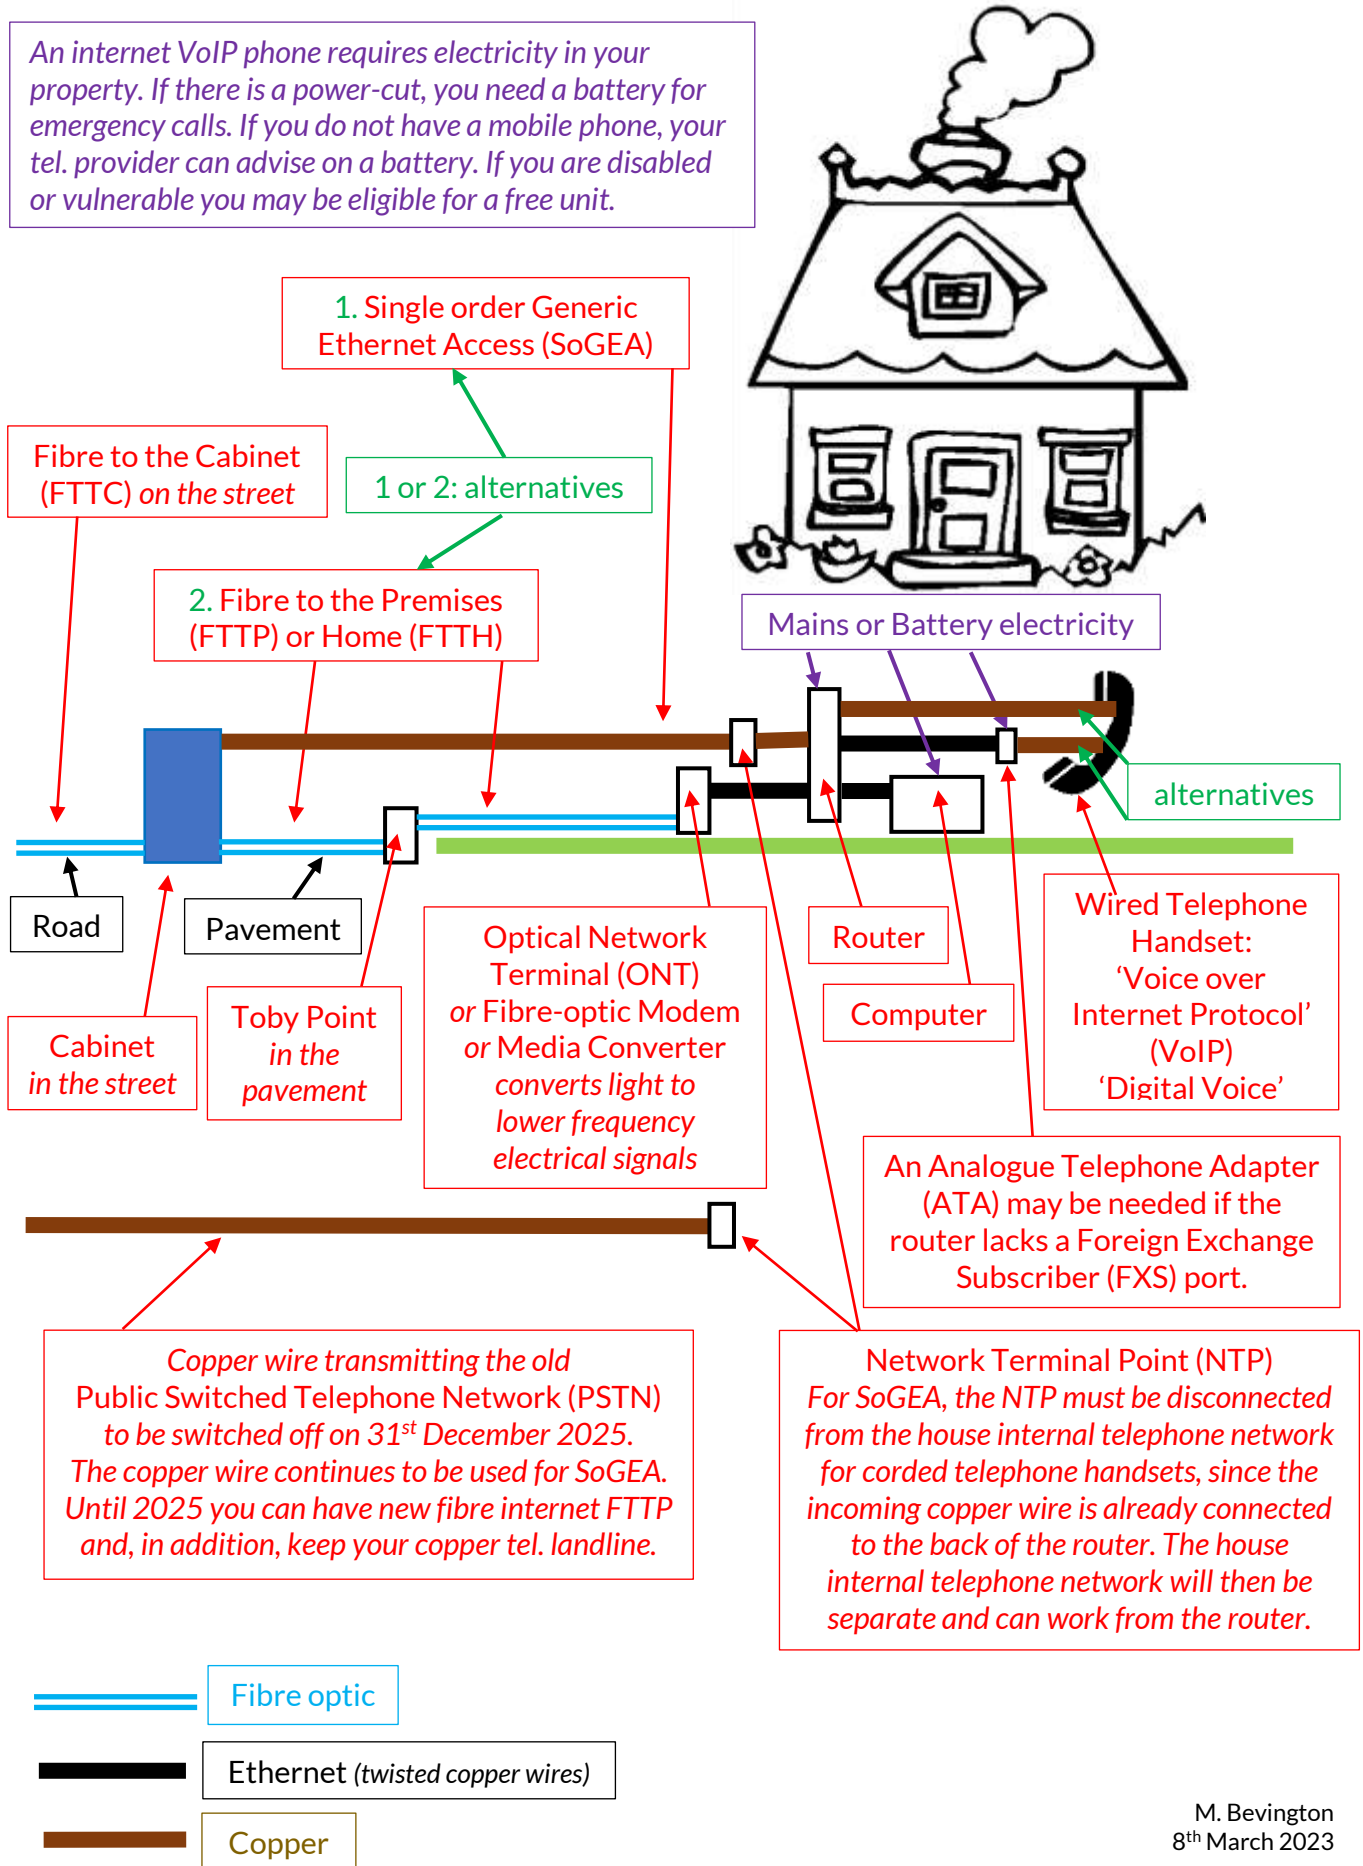 An internet VoIP phone requires electricity in your
property. If there is a power-cut, you need a battery for
emergency calls. If you do not have a mobile phone, your
tel. provider can advise on a battery. If you are disabled
or vulnerable you may be eligible for a free unit.
1. Single order Generic
Ethernet Access (SoGEA)
Fibre to the Cabinet
(FTTC) on the street
1 or 2: alternatives
2. Fibre to the Premises
(FTTP) or Home (FTTH)
Mains or Battery electricity
alternatives
Road
Pavement
Cabinet
in the street
Toby Point
in the
pavement
Optical Network
Terminal (ONT)
or Fibre-optic Modem
or Media Converter
converts light to
lower frequency
electrical signals
Router
Computer
Wired Telephone
Handset:
‘Voice over
Internet Protocol’
(VoIP)
‘Digital Voice’
An Analogue Telephone Adapter
(ATA) may be needed if the
router lacks a Foreign Exchange
Subscriber (FXS) port.
Copper wire transmitting the old
Public Switched Telephone Network (PSTN)
to be switched off on 31st December 2025.
The copper wire continues to be used for SoGEA.
Until 2025 you can have new fibre internet FTTP
and, in addition, keep your copper tel. landline.
Network Terminal Point (NTP)
For SoGEA, the NTP must be disconnected
from the house internal telephone network
for corded telephone handsets, since the
incoming copper wire is already connected
to the back of the router. The house
internal telephone network will then be
separate and can work from the router.
Fibre optic
Ethernet (twisted copper wires)
Copper
M. Bevington
8th March 2023